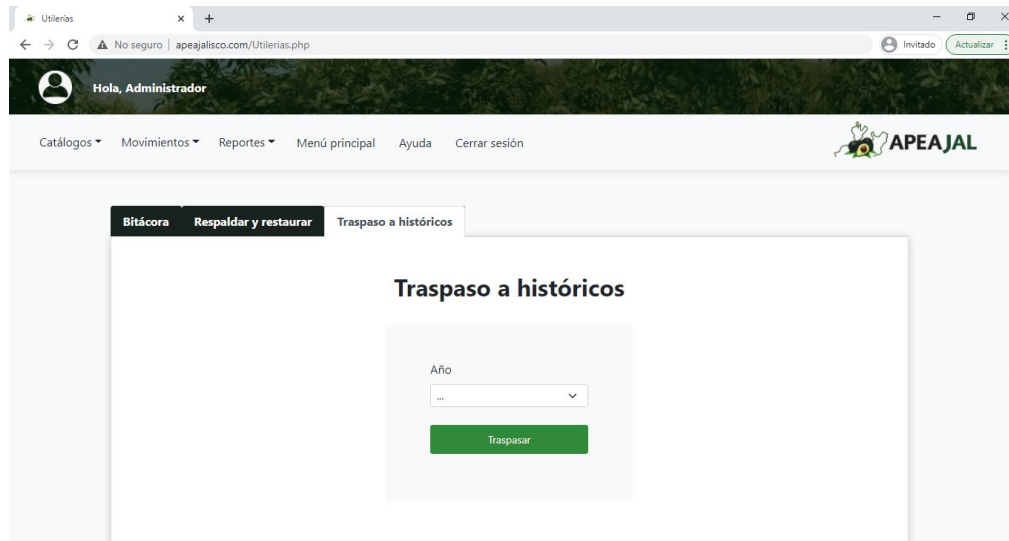 Utilerías
No seguro | apeajalisco.com/Utilerias.php
Invitado
Actualizar
Hola, Administrador
Catálogos Movimientos Reportes Menú principal Ayuda Cerrar sesión
APEAJAL
Bitácora Respaldar y restaurar Traspaso a históricos
Traspaso a históricos
Año
...
Traspasar